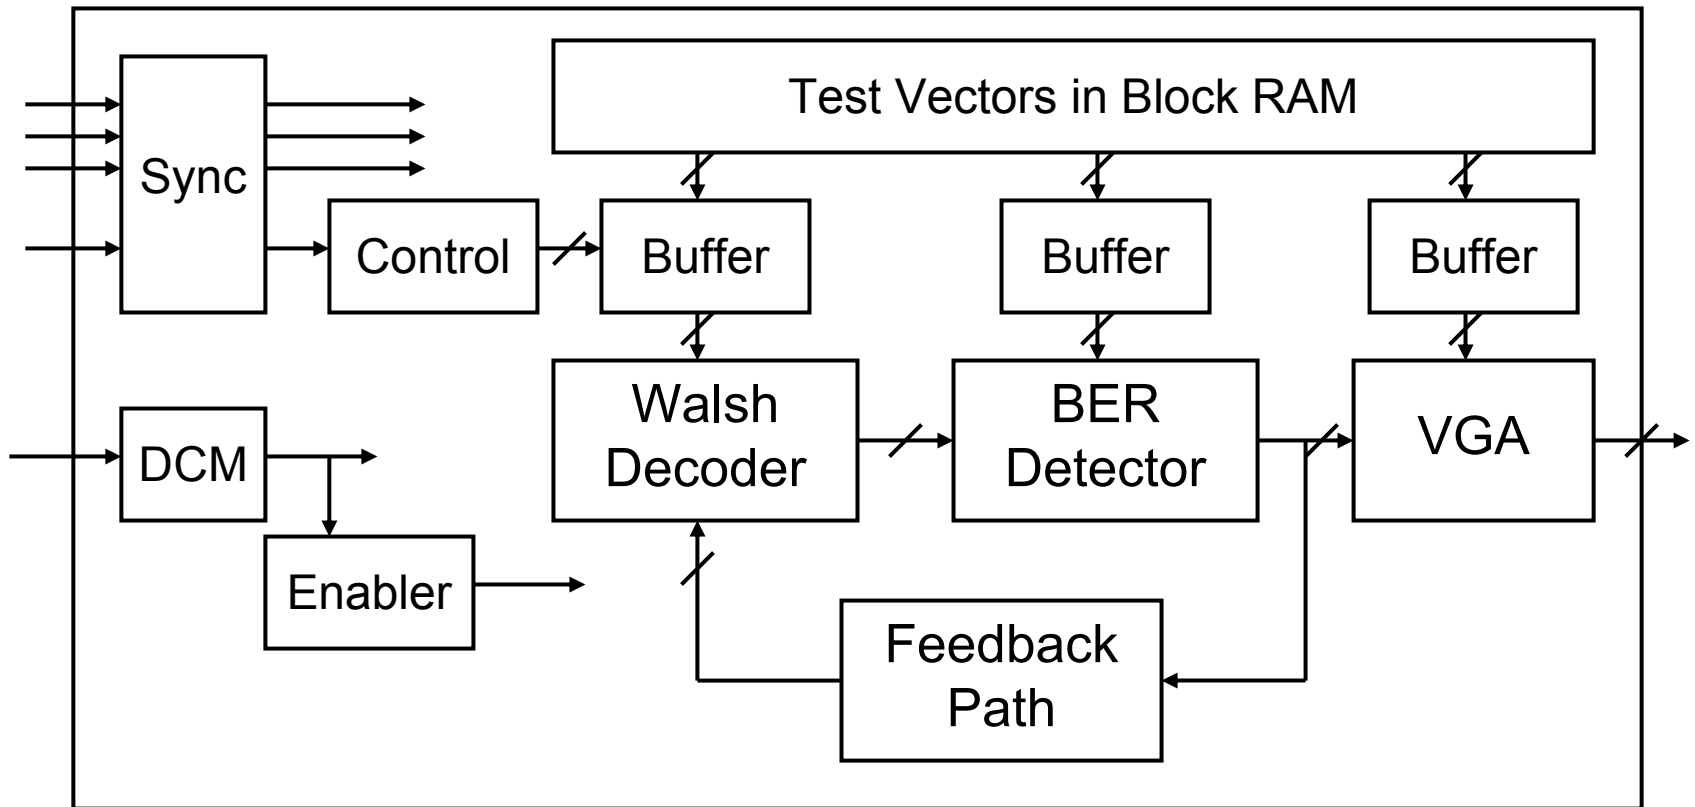 Test Vectors in Block RAM
Sync
Control
Buffer
Buffer
Buffer
Walsh
Decoder
BER
Detector
VGA
DCM
Enabler
Feedback
Path